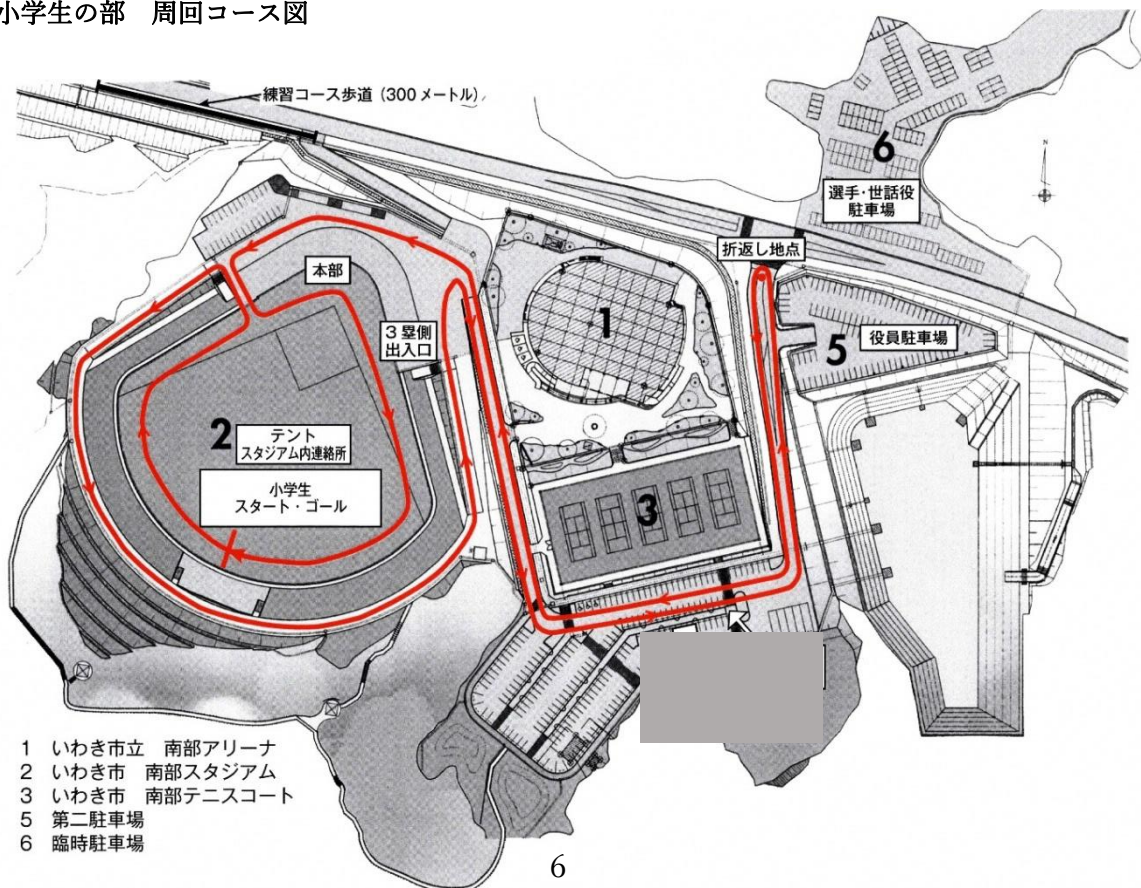 小学生の部　周回コース図
練習コース歩道（300メートル）
6
選手・世話役
駐車場
N
折返し地点
本部
1
3塁側
出入口
5
役員駐車場
2
テント
スタジアム内連絡所
小学生
スタート・ゴール
3
1　いわき市立　南部アリーナ
2　いわき市　南部スタジアム
3　いわき市　南部テニスコート
5　第二駐車場
6　臨時駐車場
6